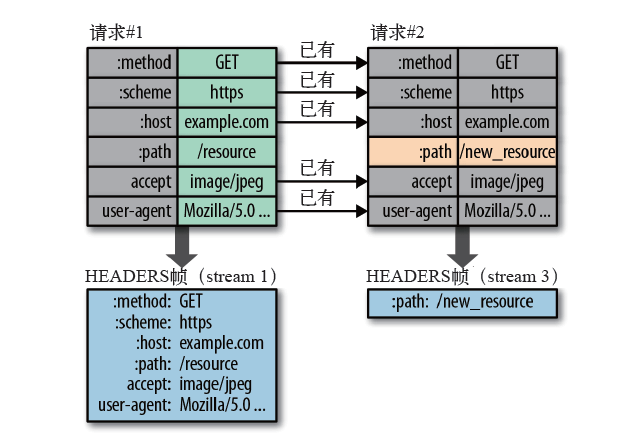 请求#1
:method GET
:scheme https
:host example.com
:path /resource
accept image/jpeg
user-agent Mozilla/5.0 ...
已有
已有
已有
已有
已有
请求#2
:method GET
:scheme https
:host example.com
:path /new_resource
accept image/jpeg
user-agent Mozilla/5.0 ...
HEADERS帧（stream 1）
:method: GET
:scheme: https
:host: example.com
:path: /resource
accept: image/jpeg
user-agent: Mozilla/5.0 ...
HEADERS帧（stream 3）
:path: /new_resource